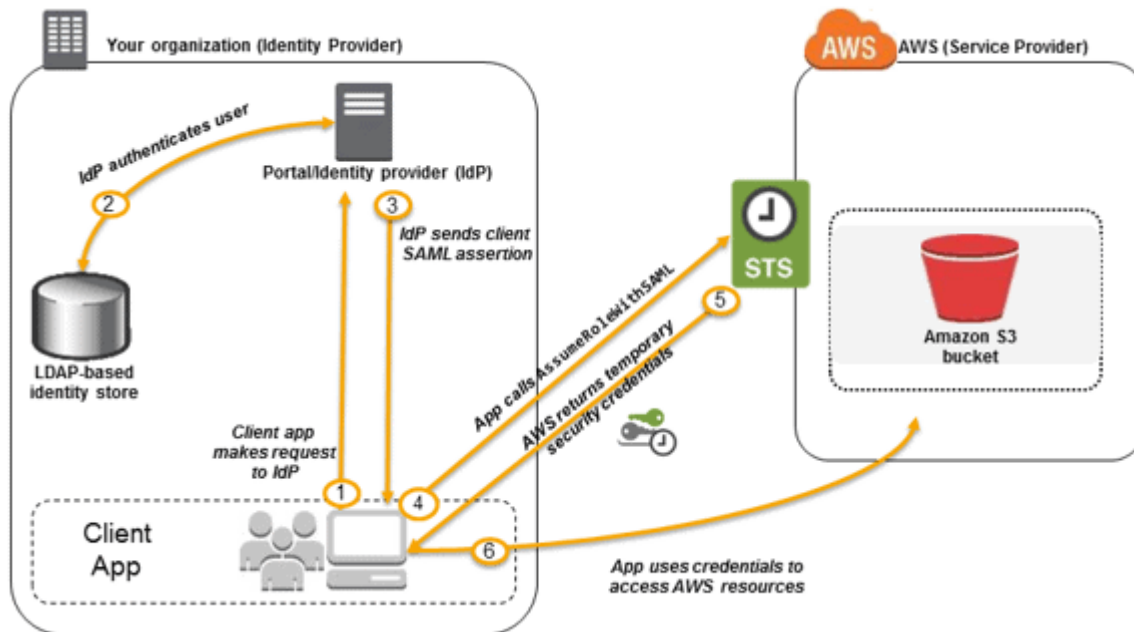 Your organization (Identity Provider)
AWS
AWS (Service Provider)
IdP authenticates user
2
Portal/Identity provider (IdP)
3
IdP sends client
SAML assertion
STS
5
LDAP-based
identity store
App calls AssumeRoleWithSAML
AWS returns temporary
security credentials
Amazon S3
bucket
Client app
makes request
to IdP
1
4
Client
App
6
App uses credentials to
access AWS resources